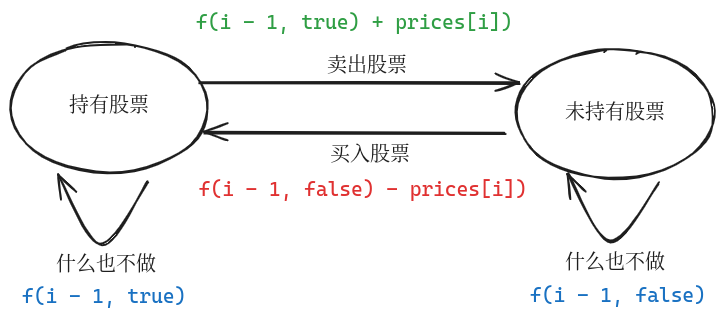 f(i - 1, true) + prices[i])
卖出股票
持有股票
未持有股票
买入股票
f(i - 1, false) - prices[i])
什么也不做
什么也不做
f(i - 1, true)
f(i - 1, false)